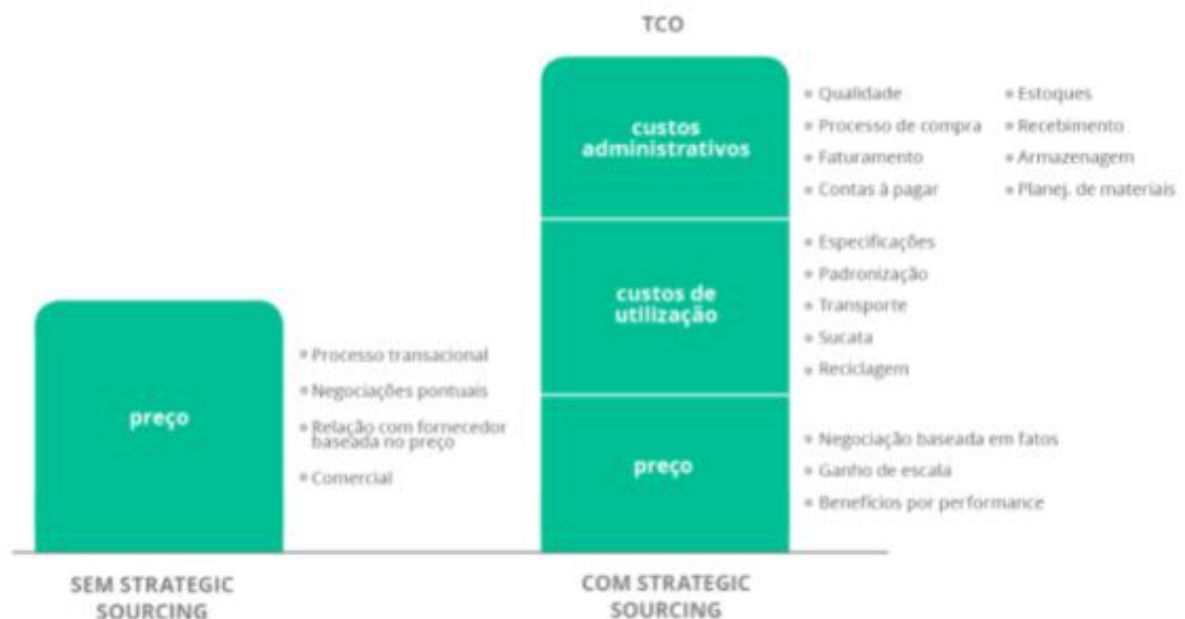 TCO
custos
administrativos
• Qualidade
• Processo de compra
• Faturamento
• Contas à pagar
• Estoques
• Recebimento
• Armazenagem
• Planej. de materiais
custos de
utilização
• Especificações
• Padronização
• Transporte
• Sucata
• Reciclagem
preço
• Processo transacional
• Negociações pontuais
• Relação com fornecedor
baseada no preço
• Comercial
preço
• Negociação baseada em fatos
• Ganho de escala
• Benefícios por performance
SEM STRATEGIC
SOURCING
COM STRATEGIC
SOURCING